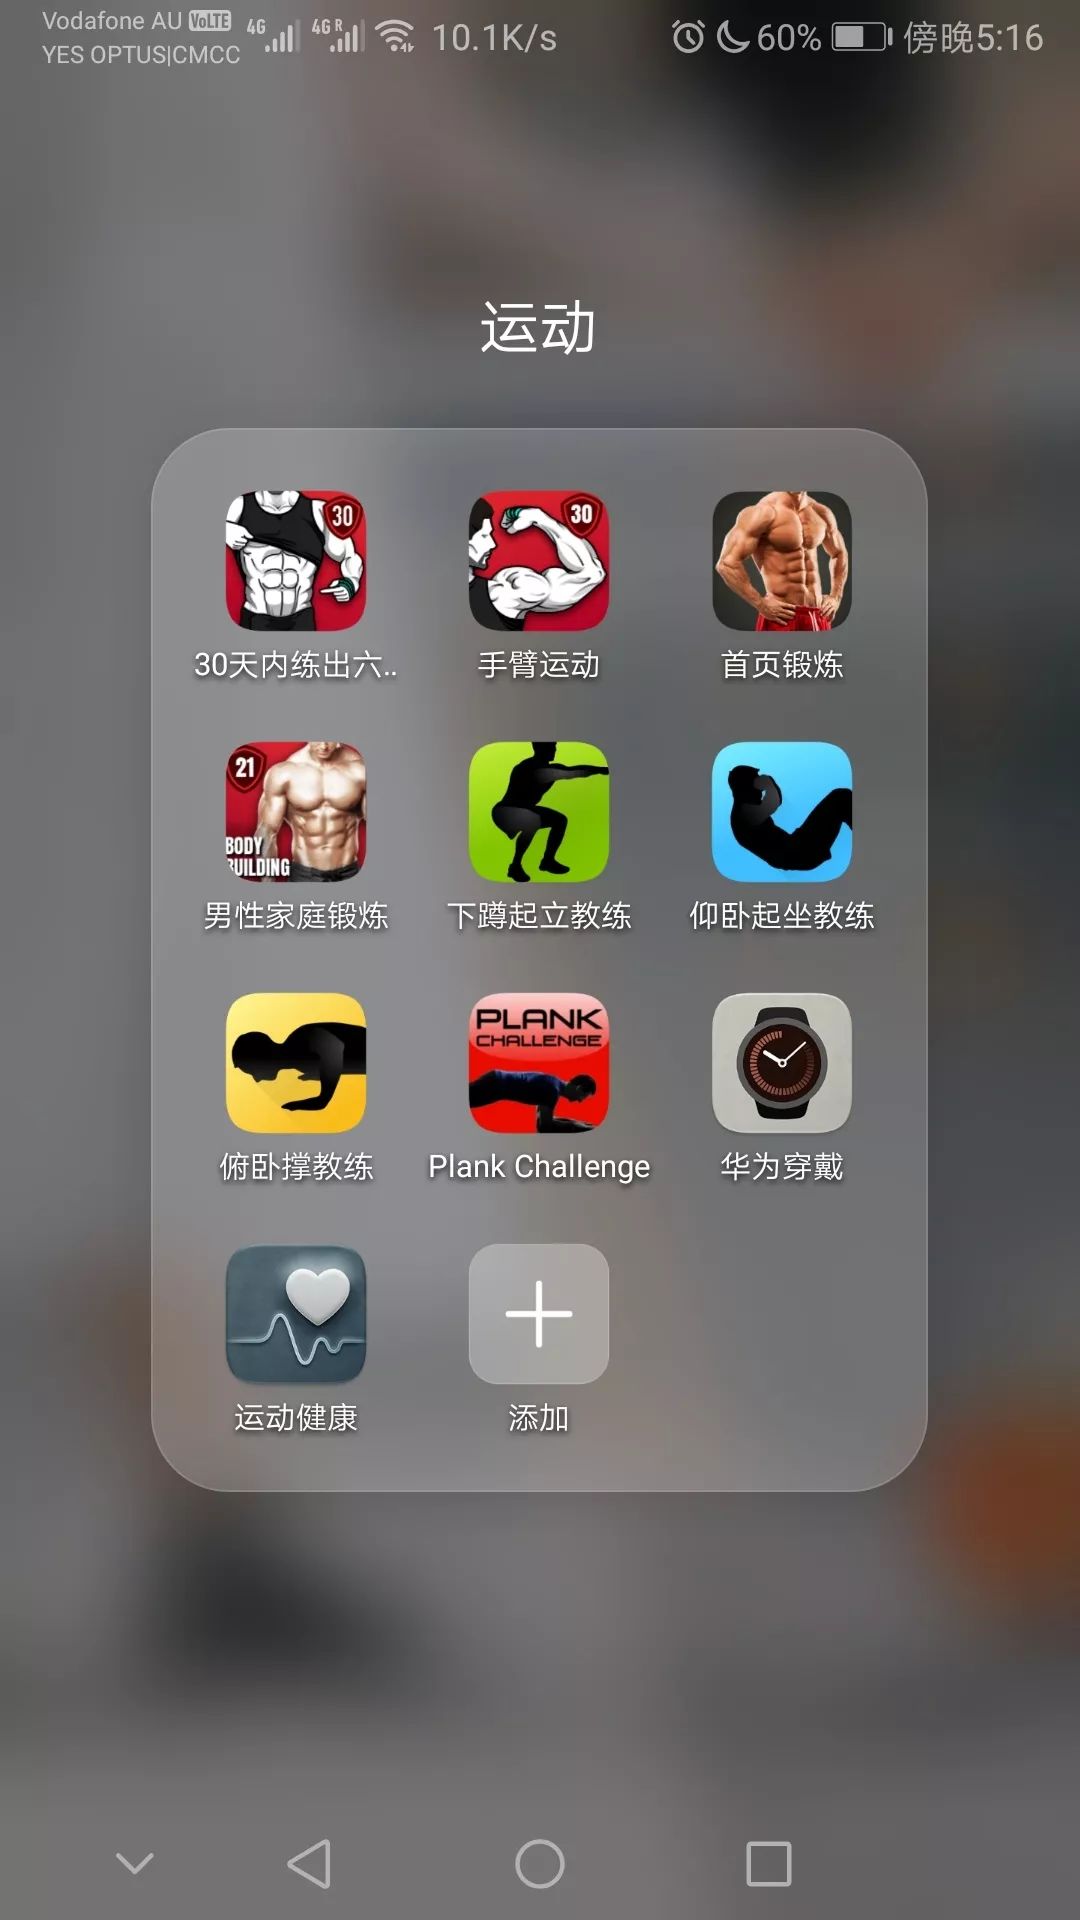 Vodafone AU VoLTE 4G 4G R 10.1K/s 60% 傍晚5:16
YES OPTUS|CMCC
运动
30
30
30天内练出六..
手臂运动
首页锻炼
21
BODY
BUILDING
男性家庭锻炼
下蹲起立教练
仰卧起坐教练
PLANK
CHALLENGE
俯卧撑教练
Plank Challenge
华为穿戴
运动健康
添加